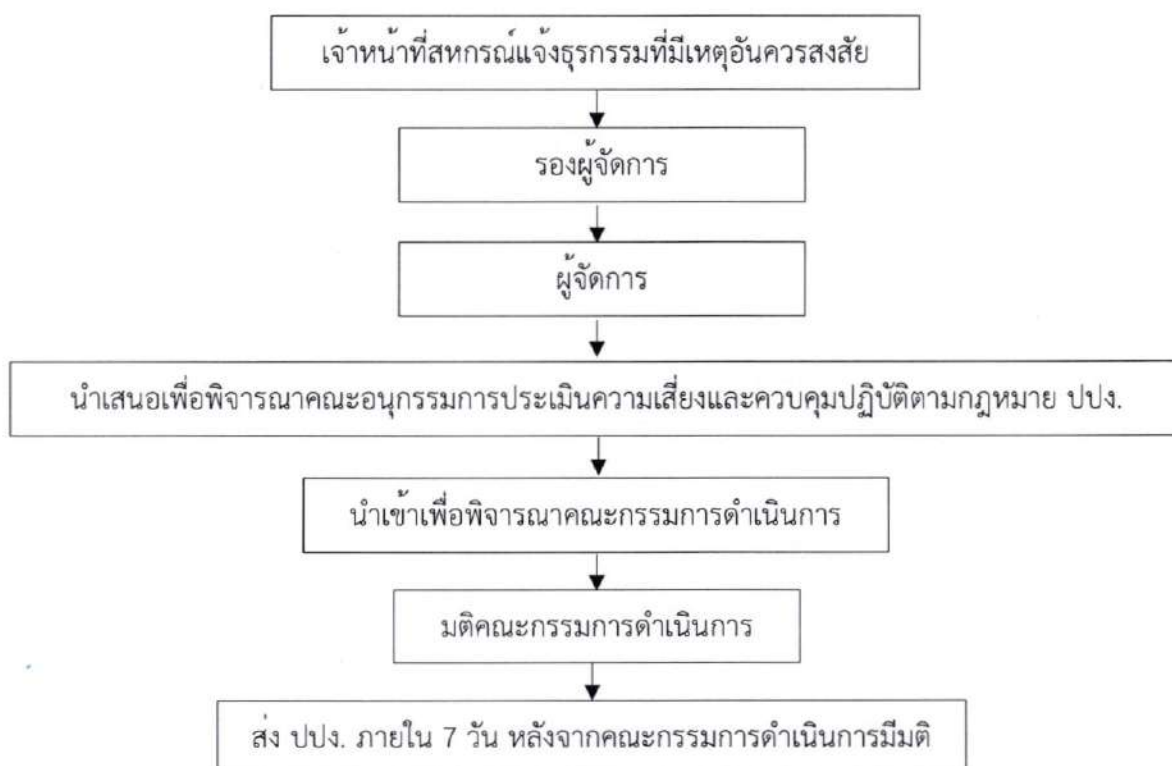 เจ้าหน้าที่สหกรณ์แจ้งธุรกรรมที่มีเหตุอันควรสงสัย
รองผู้จัดการ
ผู้จัดการ
นำเสนอเพื่อพิจารณาคณะอนุกรรมการประเมินความเสี่ยงและควบคุมปฏิบัติตามกฎหมาย ปปง.
นำเข้าเพื่อพิจารณาคณะกรรมการดำเนินการ
มติคณะกรรมการดำเนินการ
ส่ง ปปง. ภายใน 7 วัน หลังจากคณะกรรมการดำเนินการมีมติ